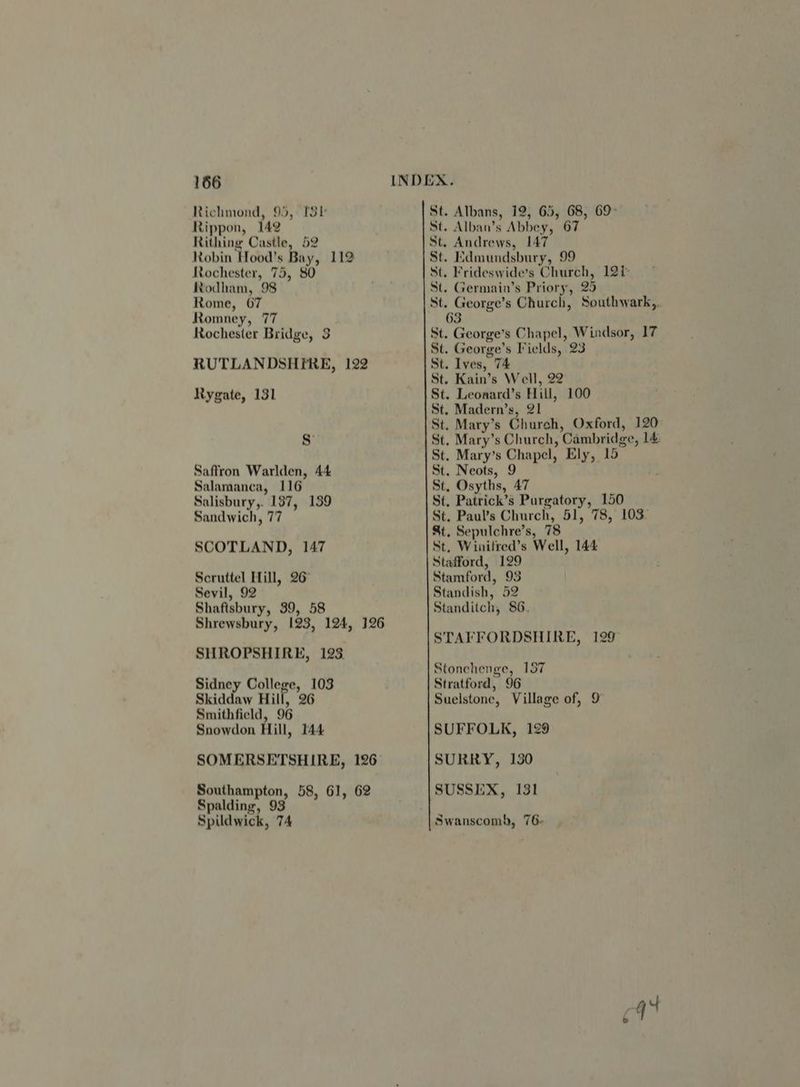 166
INDEX.
Richmond, 95, 131
Rippon, 142
Rithing Castle, 52
Robin Hood's Bay, 112
Rochester, 75, 80
Rodham, 98
Rome, 67
Romney, 77
Rochester Bridge, 3
RUTLANDSHIRE, 122
Rygate, 131
S
Saffron Warlden, 44
Salamanca, 116
Salisbury, 137, 139
Sandwich, 77
SCOTLAND, 147
Scruttel Hill, 26
Sevil, 92
Shaftsbury, 39, 58
Shrewsbury, 123, 124, 126
SHROPSHIRE, 123
Sidney College, 103
Skiddaw Hill, 26
Smithfield, 96
Snowdon Hill, 144
SOMERSETSHIRE, 126
Southampton, 58, 61, 62
Spalding, 93
Spildwick, 74
St. Albans, 12, 65, 68, 69
St. Alban's Abbey, 67
St. Andrews, 147
St. Edmundsbury, 99
St. Frideswide's Church, 121
St. Germain's Priory, 25
St. George's Church, Southwark,
63
St. George's Chapel, Windsor, 17
St. George's Fields, 23
St. Ives, 74
St. Kain's Well, 22
St. Leonard's Hill, 100
St. Madern's, 21
St. Mary's Church, Oxford, 120
St. Mary's Church, Cambridge, 14
St. Mary's Chapel, Ely, 15
St. Neots, 9
St. Osyths, 47
St. Patrick's Purgatory, 150
St. Paul's Church, 51, 78, 103
St. Sepulchre's, 78
St. Winifred's Well, 144
Stafford, 129
Stamford, 93
Standish, 52
Standitch, 86.
STAFFORDSHIRE, 129
Stonehenge, 137
Stratford, 96
Suelstone, Village of, 9
SUFFOLK, 129
SURRY, 130
SUSSEX, 131
Swanscomb, 76